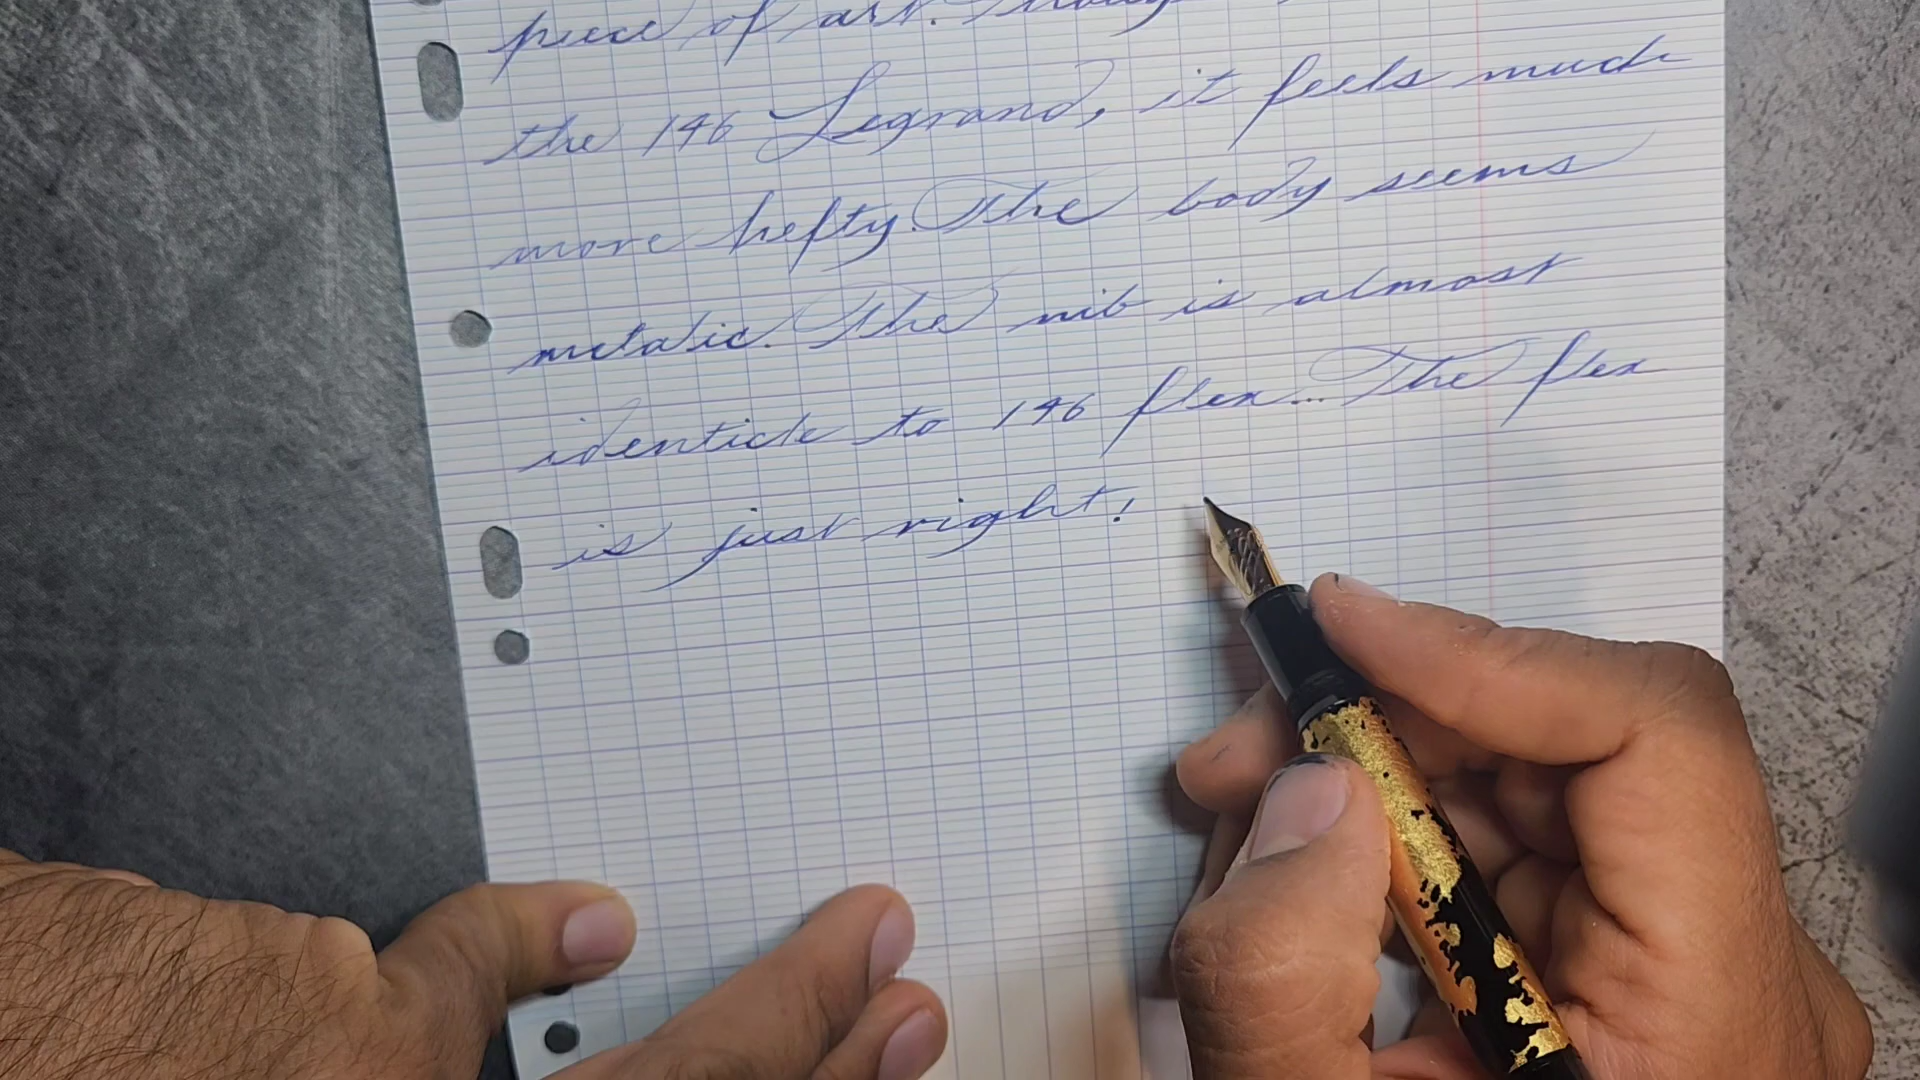 piece of art. Though
the 146 Legrand, it feels much
more hefty. The body seems
metalic. The nib is almost
identicle to 146 flex... The flex
is just right!